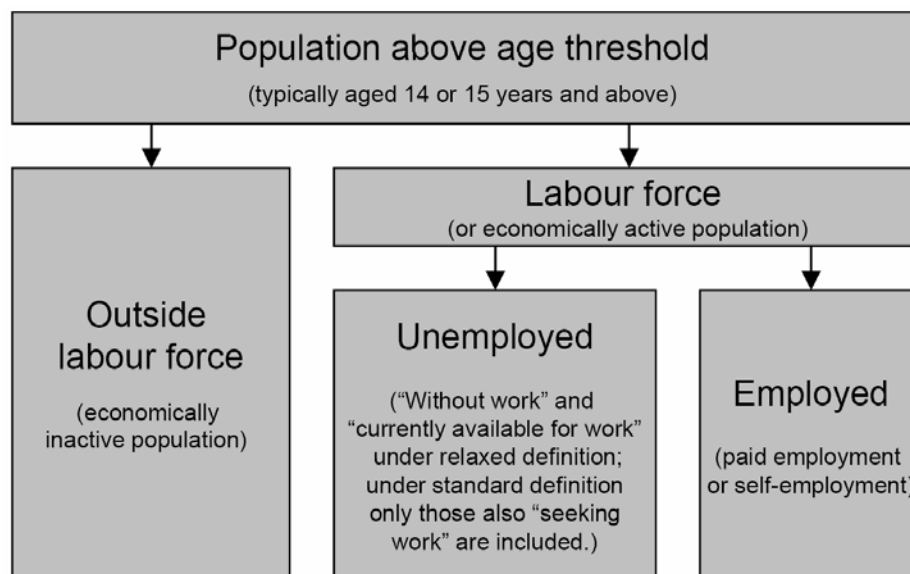 Population above age threshold
(typically aged 14 or 15 years and above)
Labour force
(or economically active population)
Outside
labour force
(economically
inactive population)
Unemployed
(“Without work” and
“currently available for work”
under relaxed definition;
under standard definition
only those also “seeking
work” are included.)
Employed
(paid employment
or self-employment)